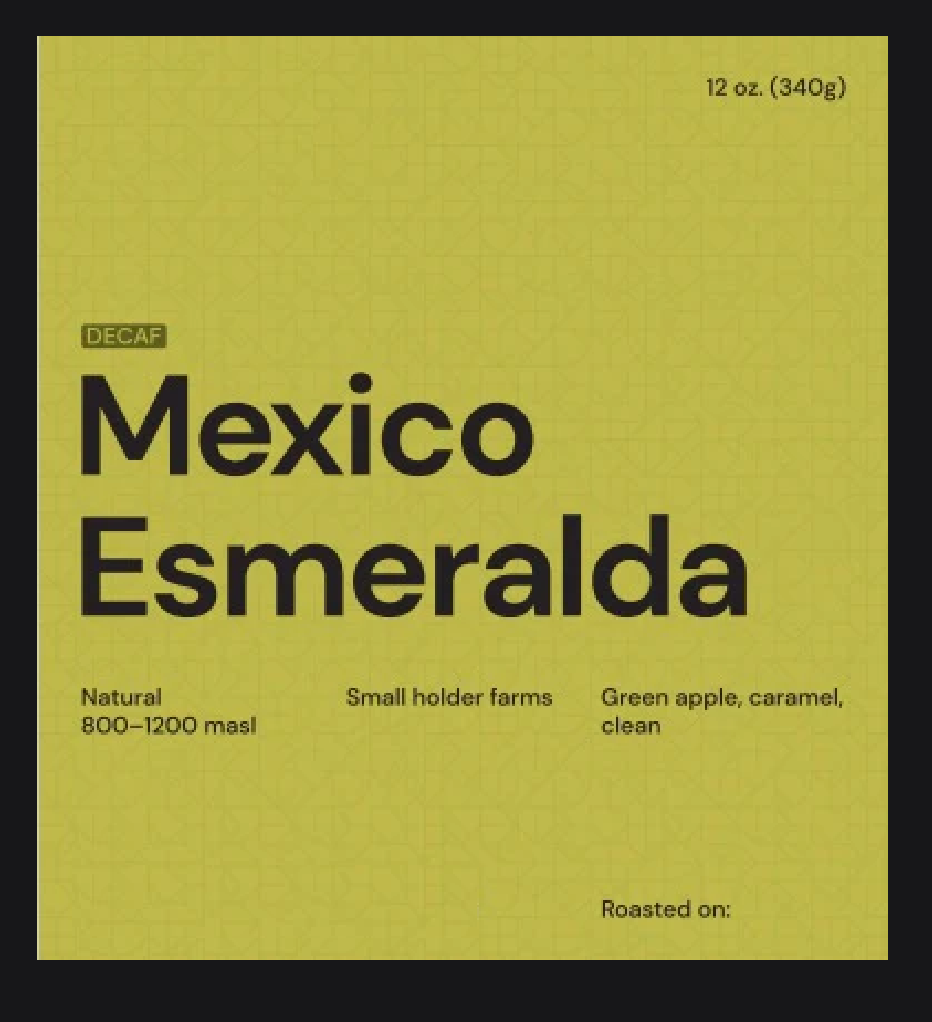 12 oz. (340g)
DECAF
Mexico
Esmeralda
Natural
800–1200 masl
Small holder farms
Green apple, caramel,
clean
Roasted on: